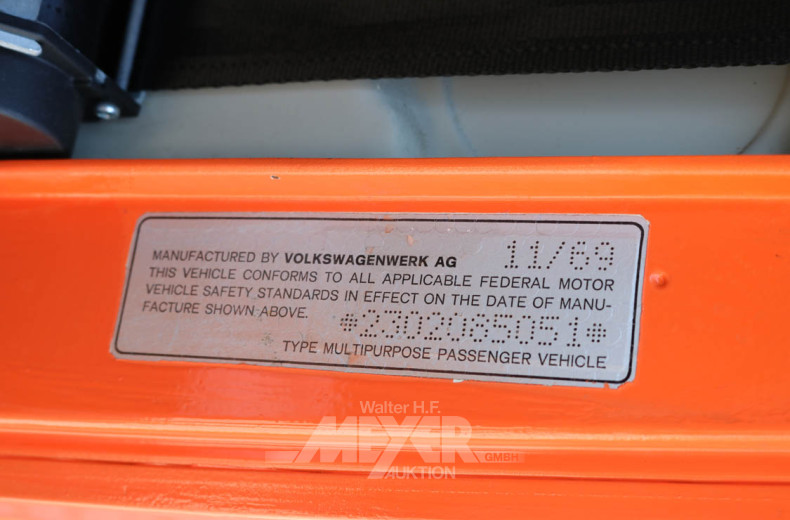 MANUFACTURED BY VOLKSWAGENWERK AG 11/69
THIS VEHICLE CONFORMS TO ALL APPLICABLE FEDERAL MOTOR
VEHICLE SAFETY STANDARDS IN EFFECT ON THE DATE OF MANU-
FACTURE SHOWN ABOVE. *2302085051*
TYPE MULTIPURPOSE PASSENGER VEHICLE
Walter H.F.
MEYER GMBH
AUKTION